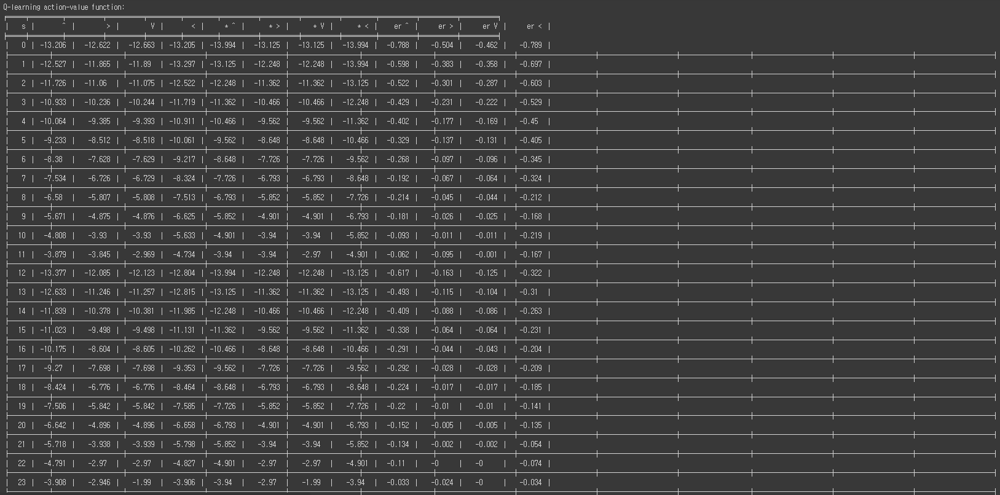 Q-learning action-value function:
| s | ^ | > | V | < | * ^ | * > | * V | * < | er ^ | er > | er V | er < |
| 0 | -13.206 | -12.622 | -12.663 | -13.205 | -13.994 | -13.125 | -13.125 | -13.994 | -0.788 | -0.504 | -0.462 | -0.789 |
| 1 | -12.527 | -11.865 | -11.89 | -13.297 | -13.125 | -12.248 | -12.248 | -13.994 | -0.598 | -0.383 | -0.358 | -0.697 |
| 2 | -11.726 | -11.06 | -11.075 | -12.522 | -12.248 | -11.362 | -11.362 | -13.125 | -0.522 | -0.301 | -0.287 | -0.603 |
| 3 | -10.933 | -10.236 | -10.244 | -11.719 | -11.362 | -10.466 | -10.466 | -12.248 | -0.429 | -0.231 | -0.222 | -0.529 |
| 4 | -10.064 | -9.385 | -9.393 | -10.911 | -10.466 | -9.562 | -9.562 | -11.362 | -0.402 | -0.177 | -0.169 | -0.45 |
| 5 | -9.233 | -8.512 | -8.518 | -10.061 | -9.562 | -8.648 | -8.648 | -10.466 | -0.329 | -0.137 | -0.131 | -0.405 |
| 6 | -8.38 | -7.628 | -7.629 | -9.217 | -8.648 | -7.726 | -7.726 | -9.562 | -0.268 | -0.097 | -0.096 | -0.345 |
| 7 | -7.534 | -6.726 | -6.729 | -8.324 | -7.726 | -6.793 | -6.793 | -8.648 | -0.192 | -0.067 | -0.064 | -0.324 |
| 8 | -6.58 | -5.807 | -5.808 | -7.513 | -6.793 | -5.852 | -5.852 | -7.726 | -0.214 | -0.045 | -0.044 | -0.212 |
| 9 | -5.671 | -4.875 | -4.876 | -6.625 | -5.852 | -4.901 | -4.901 | -6.793 | -0.181 | -0.026 | -0.025 | -0.168 |
| 10 | -4.808 | -3.93 | -3.93 | -5.633 | -4.901 | -3.94 | -3.94 | -5.852 | -0.093 | -0.011 | -0.011 | -0.219 |
| 11 | -3.879 | -3.845 | -2.969 | -4.734 | -3.94 | -3.94 | -2.97 | -4.901 | -0.062 | -0.095 | -0.001 | -0.167 |
| 12 | -13.377 | -12.085 | -12.123 | -12.804 | -13.994 | -12.248 | -12.248 | -13.125 | -0.617 | -0.163 | -0.125 | -0.322 |
| 13 | -12.633 | -11.246 | -11.257 | -12.815 | -13.125 | -11.362 | -11.362 | -13.125 | -0.493 | -0.115 | -0.104 | -0.31 |
| 14 | -11.839 | -10.378 | -10.381 | -11.985 | -12.248 | -10.466 | -10.466 | -12.248 | -0.409 | -0.088 | -0.086 | -0.263 |
| 15 | -11.023 | -9.498 | -9.498 | -11.131 | -11.362 | -9.562 | -9.562 | -11.362 | -0.338 | -0.064 | -0.064 | -0.231 |
| 16 | -10.175 | -8.604 | -8.605 | -10.262 | -10.466 | -8.648 | -8.648 | -10.466 | -0.291 | -0.044 | -0.043 | -0.204 |
| 17 | -9.27 | -7.698 | -7.698 | -9.353 | -9.562 | -7.726 | -7.726 | -9.562 | -0.292 | -0.028 | -0.028 | -0.209 |
| 18 | -8.424 | -6.776 | -6.776 | -8.464 | -8.648 | -6.793 | -6.793 | -8.648 | -0.224 | -0.017 | -0.017 | -0.185 |
| 19 | -7.506 | -5.842 | -5.842 | -7.585 | -7.726 | -5.852 | -5.852 | -7.726 | -0.22 | -0.01 | -0.01 | -0.141 |
| 20 | -6.642 | -4.896 | -4.896 | -6.658 | -6.793 | -4.901 | -4.901 | -6.793 | -0.152 | -0.005 | -0.005 | -0.135 |
| 21 | -5.718 | -3.938 | -3.939 | -5.798 | -5.852 | -3.94 | -3.94 | -5.852 | -0.134 | -0.002 | -0.002 | -0.054 |
| 22 | -4.791 | -2.97 | -2.97 | -4.827 | -4.901 | -2.97 | -2.97 | -4.901 | -0.11 | -0 | -0 | -0.074 |
| 23 | -3.908 | -2.946 | -1.99 | -3.906 | -3.94 | -2.97 | -1.99 | -3.94 | -0.033 | -0.024 | -0 | -0.034 |